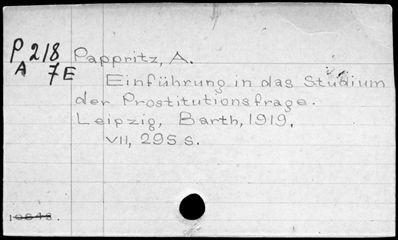 P 218 Pappritz, A.
A 7E Einführung in das Studium
der Prostitutionsfrage.
Leipzig, Barth, 1919.
VII, 295 s.